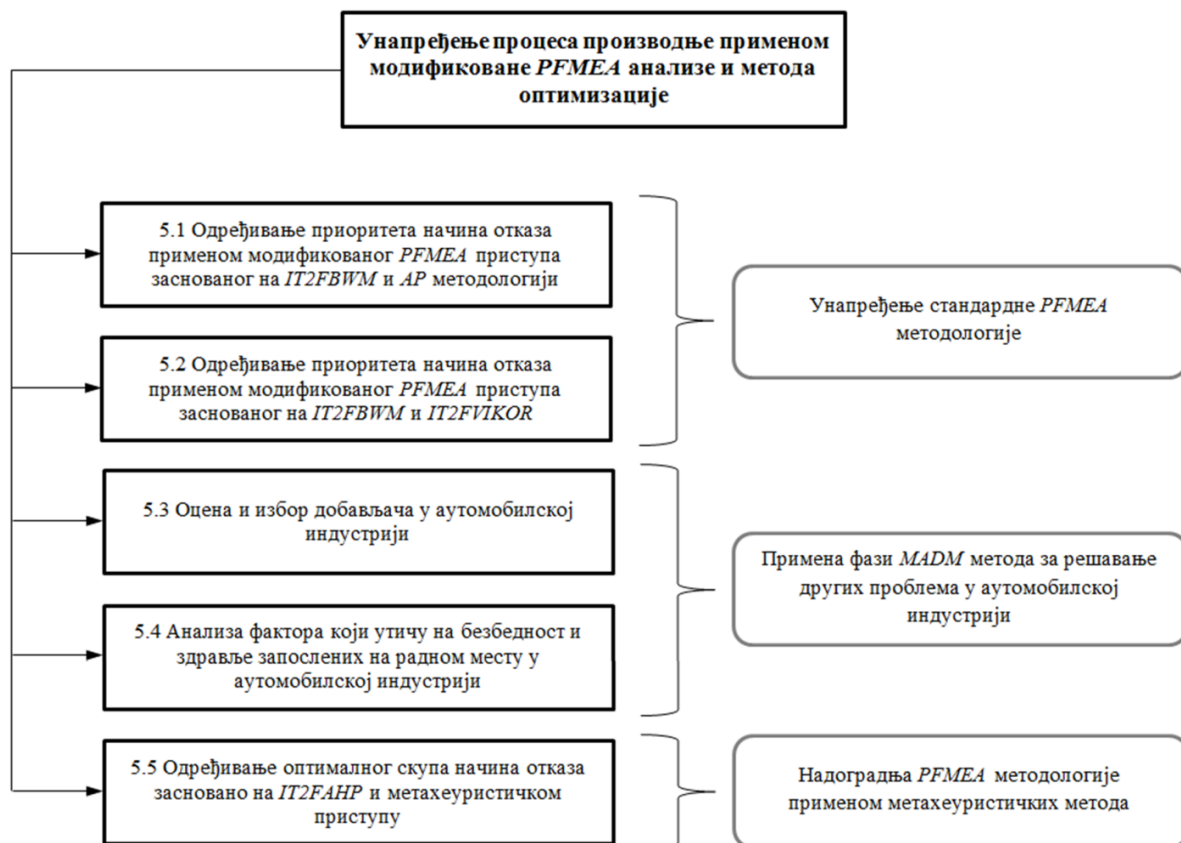 Унапређење процеса производње применом
модификоване PFMEA анализе и метода
оптимизације
5.1 Одређивање приоритета начина отказа
применом модификованог PFMEA приступа
заснованог на IT2FBWM и AP методологији
5.2 Одређивање приоритета начина отказа
применом модификованог PFMEA приступа
заснованог на IT2FBWM и IT2FVIKOR
Унапређење стандардне PFMEA
методологије
5.3 Оцена и избор добављача у аутомобилској
индустрији
5.4 Анализа фактора који утичу на безбедност и
здравље запослених на радном месту у
аутомобилској индустрији
Примена фази MADM метода за решавање
других проблема у аутомобилској
индустрији
5.5 Одређивање оптималног скупа начина отказа
засновано на IT2FAHP и метахеуристичком
приступу
Надоградња PFMEA методологије
применом метахеуристичких метода